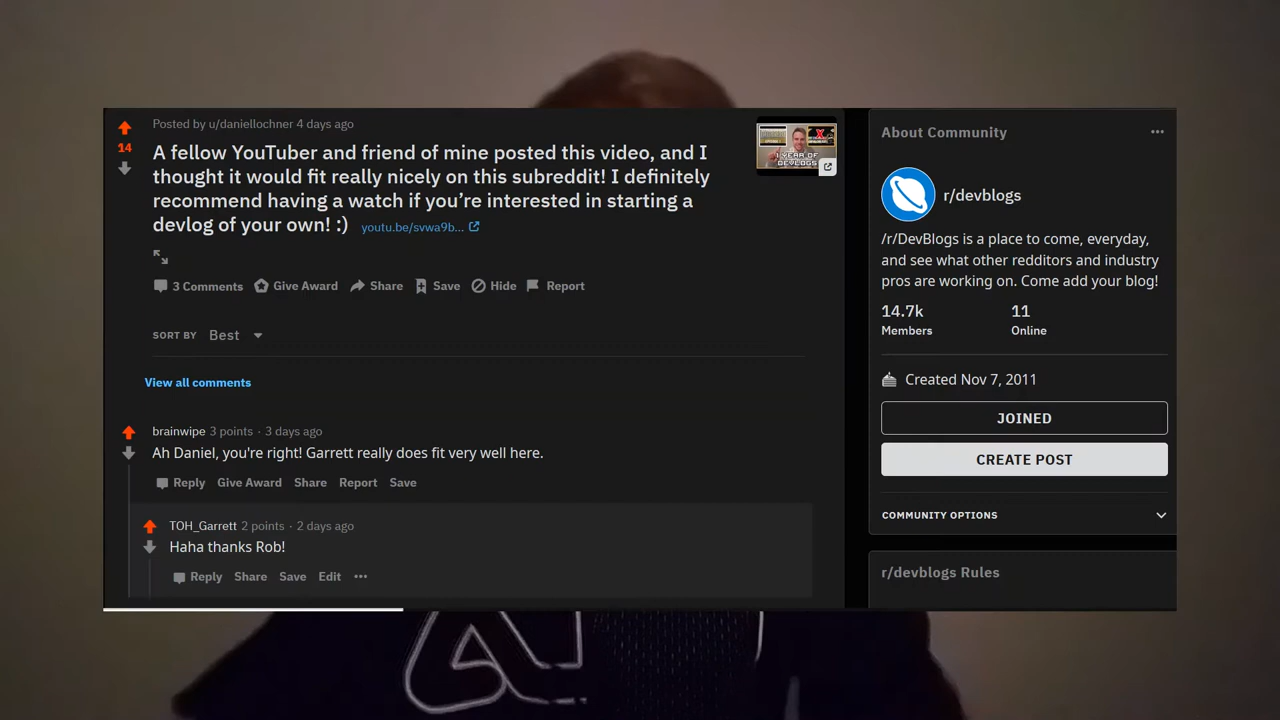 Posted by u/daniellochner 4 days ago
14
A fellow YouTuber and friend of mine posted this video, and I
thought it would fit really nicely on this subreddit! I definitely
recommend having a watch if you’re interested in starting a
devlog of your own! :) youtu.be/svwa9b...
1 YEAR OF
DEVLOGS
3 Comments Give Award Share Save Hide Report
SORT BY Best
View all comments
brainwipe 3 points · 3 days ago
Ah Daniel, you're right! Garrett really does fit very well here.
Reply Give Award Share Report Save
TOH_Garrett 2 points · 2 days ago
Haha thanks Rob!
Reply Share Save Edit ···
About Community ···
r/devblogs
/r/DevBlogs is a place to come, everyday,
and see what other redditors and industry
pros are working on. Come add your blog!
14.7k 11
Members Online
Created Nov 7, 2011
JOINED
CREATE POST
COMMUNITY OPTIONS
r/devblogs Rules